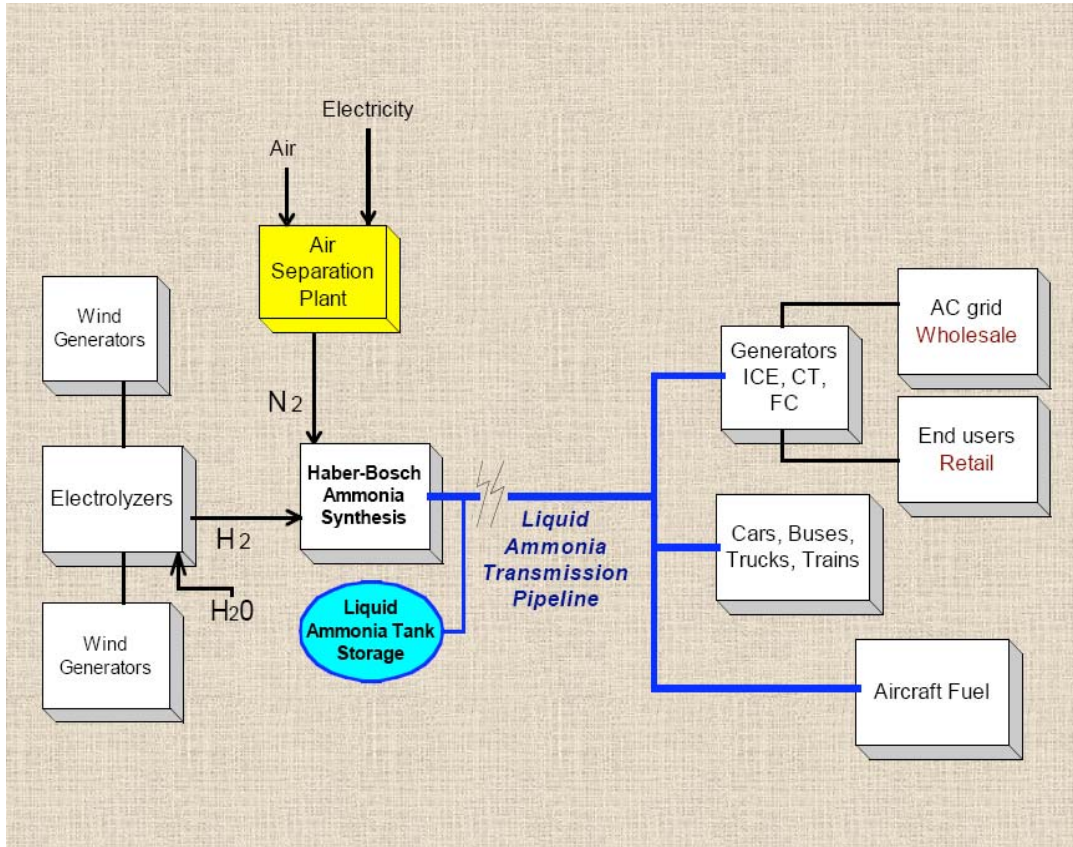 Electricity
Air
Air
Separation
Plant
Wind
Generators
N2
Electrolyzers
H2
H20
Wind
Generators
Haber-Bosch
Ammonia
Synthesis
Liquid
Ammonia Tank
Storage
Liquid
Ammonia
Transmission
Pipeline
Generators
ICE, CT,
FC
AC grid
Wholesale
End users
Retail
Cars, Buses,
Trucks, Trains
Aircraft Fuel